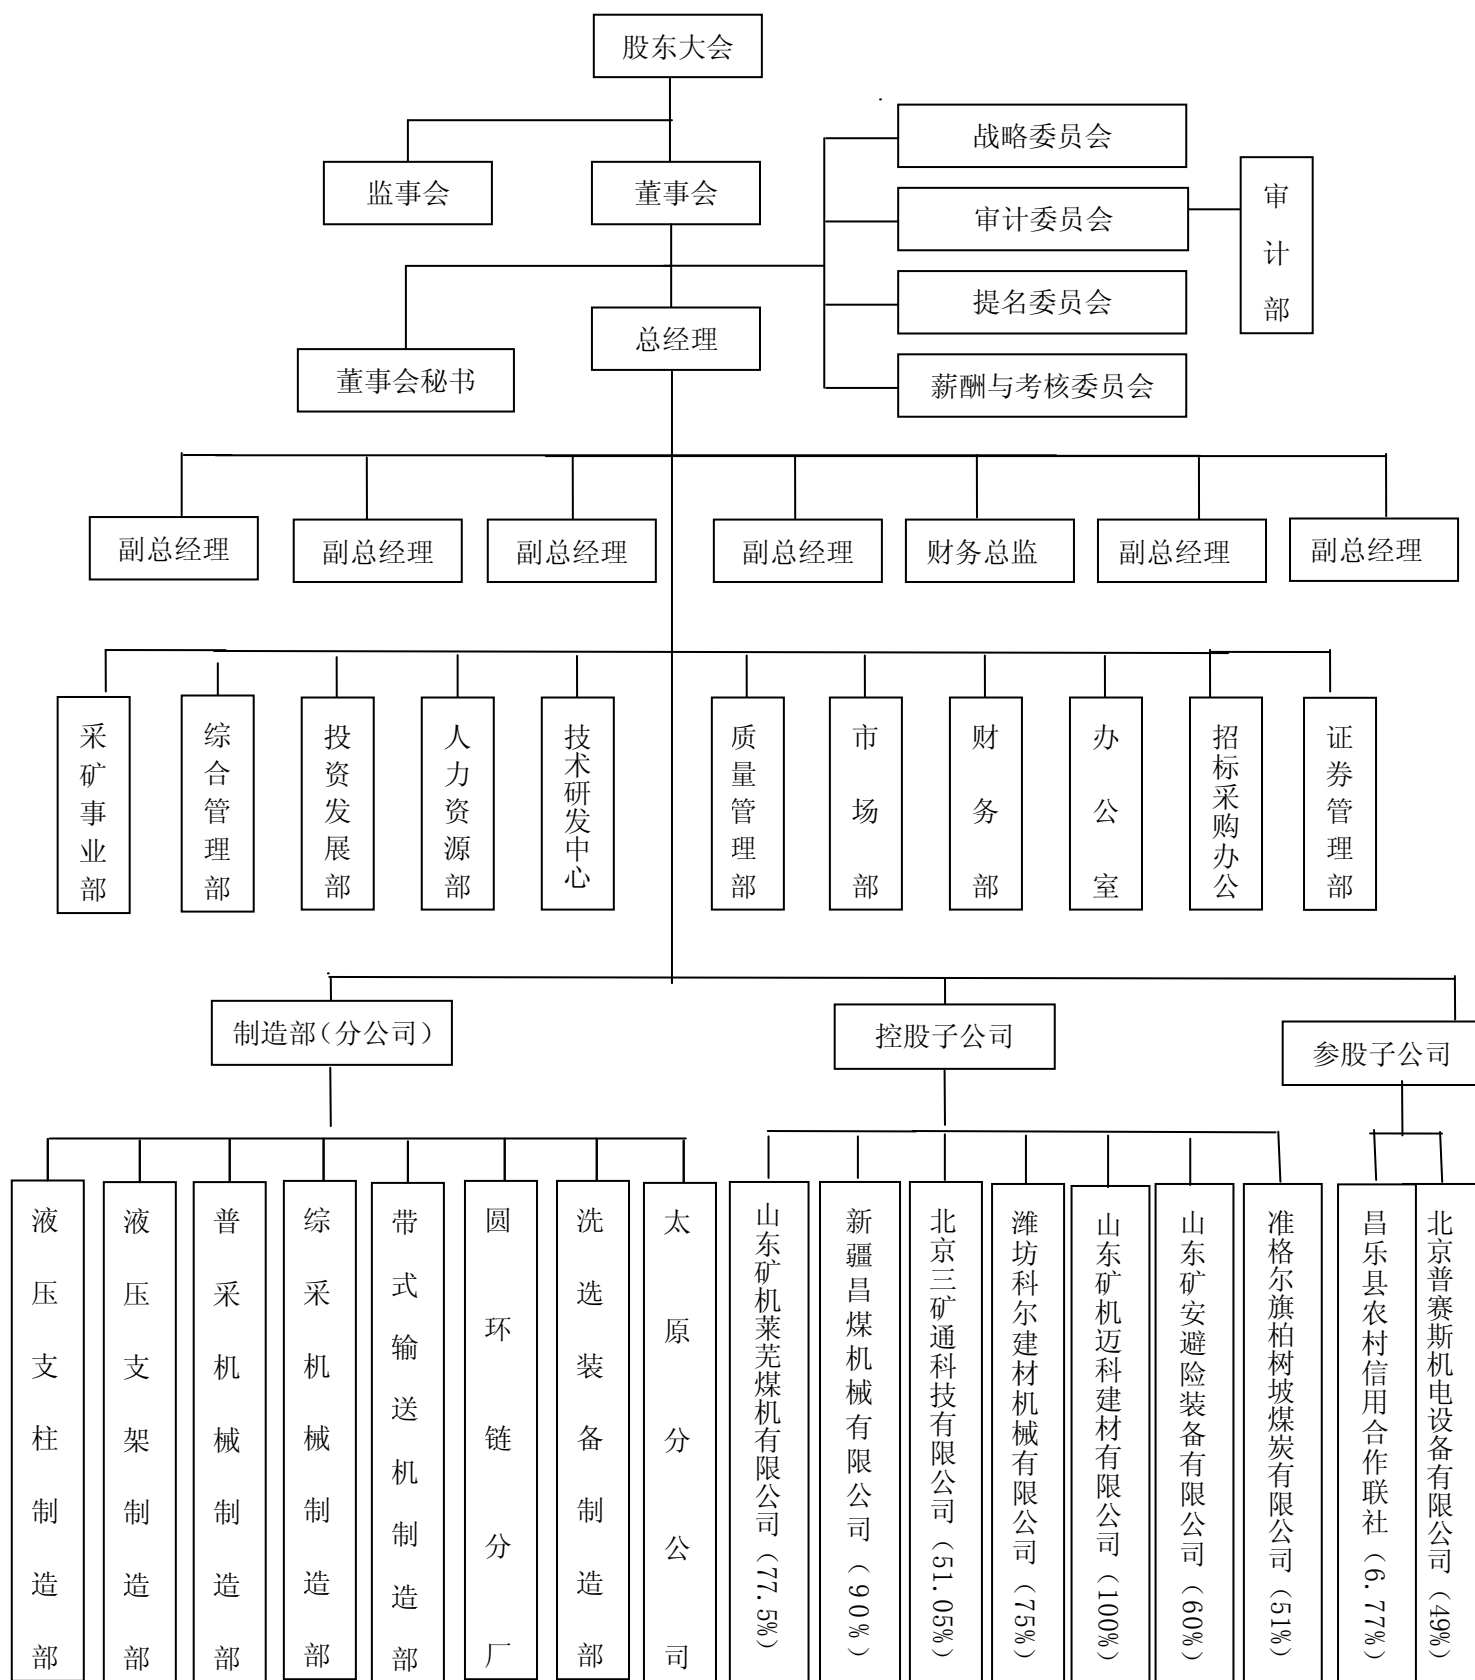 股东大会
监事会
董事会
战略委员会
审计委员会
提名委员会
薪酬与考核委员会
审计部
总经理
董事会秘书
副总经理
副总经理
副总经理
副总经理
财务总监
副总经理
副总经理
采矿事业部
综合管理部
投资发展部
人力资源部
技术研发中心
质量管理部
市场部
财务部
办公室
招标采购办公
证券管理部
制造部（分公司）
控股子公司
参股子公司
液压支柱制造部
液压支架制造部
普采机械制造部
综采机械制造部
带式输送机制造部
圆环链分厂
洗选装备制造部
太原分公司
山东矿机莱芜煤机有限公司（77.5%）
新疆昌煤机械有限公司（90%）
北京三矿通科技有限公司（51.05%）
潍坊科尔建材机械有限公司（75%）
山东矿机迈科建材有限公司（100%）
山东矿安避险装备有限公司（60%）
准格尔旗柏树坡煤炭有限公司（51%）
昌乐县农村信用合作联社（6.77%）
北京普赛斯机电设备有限公司（49%）